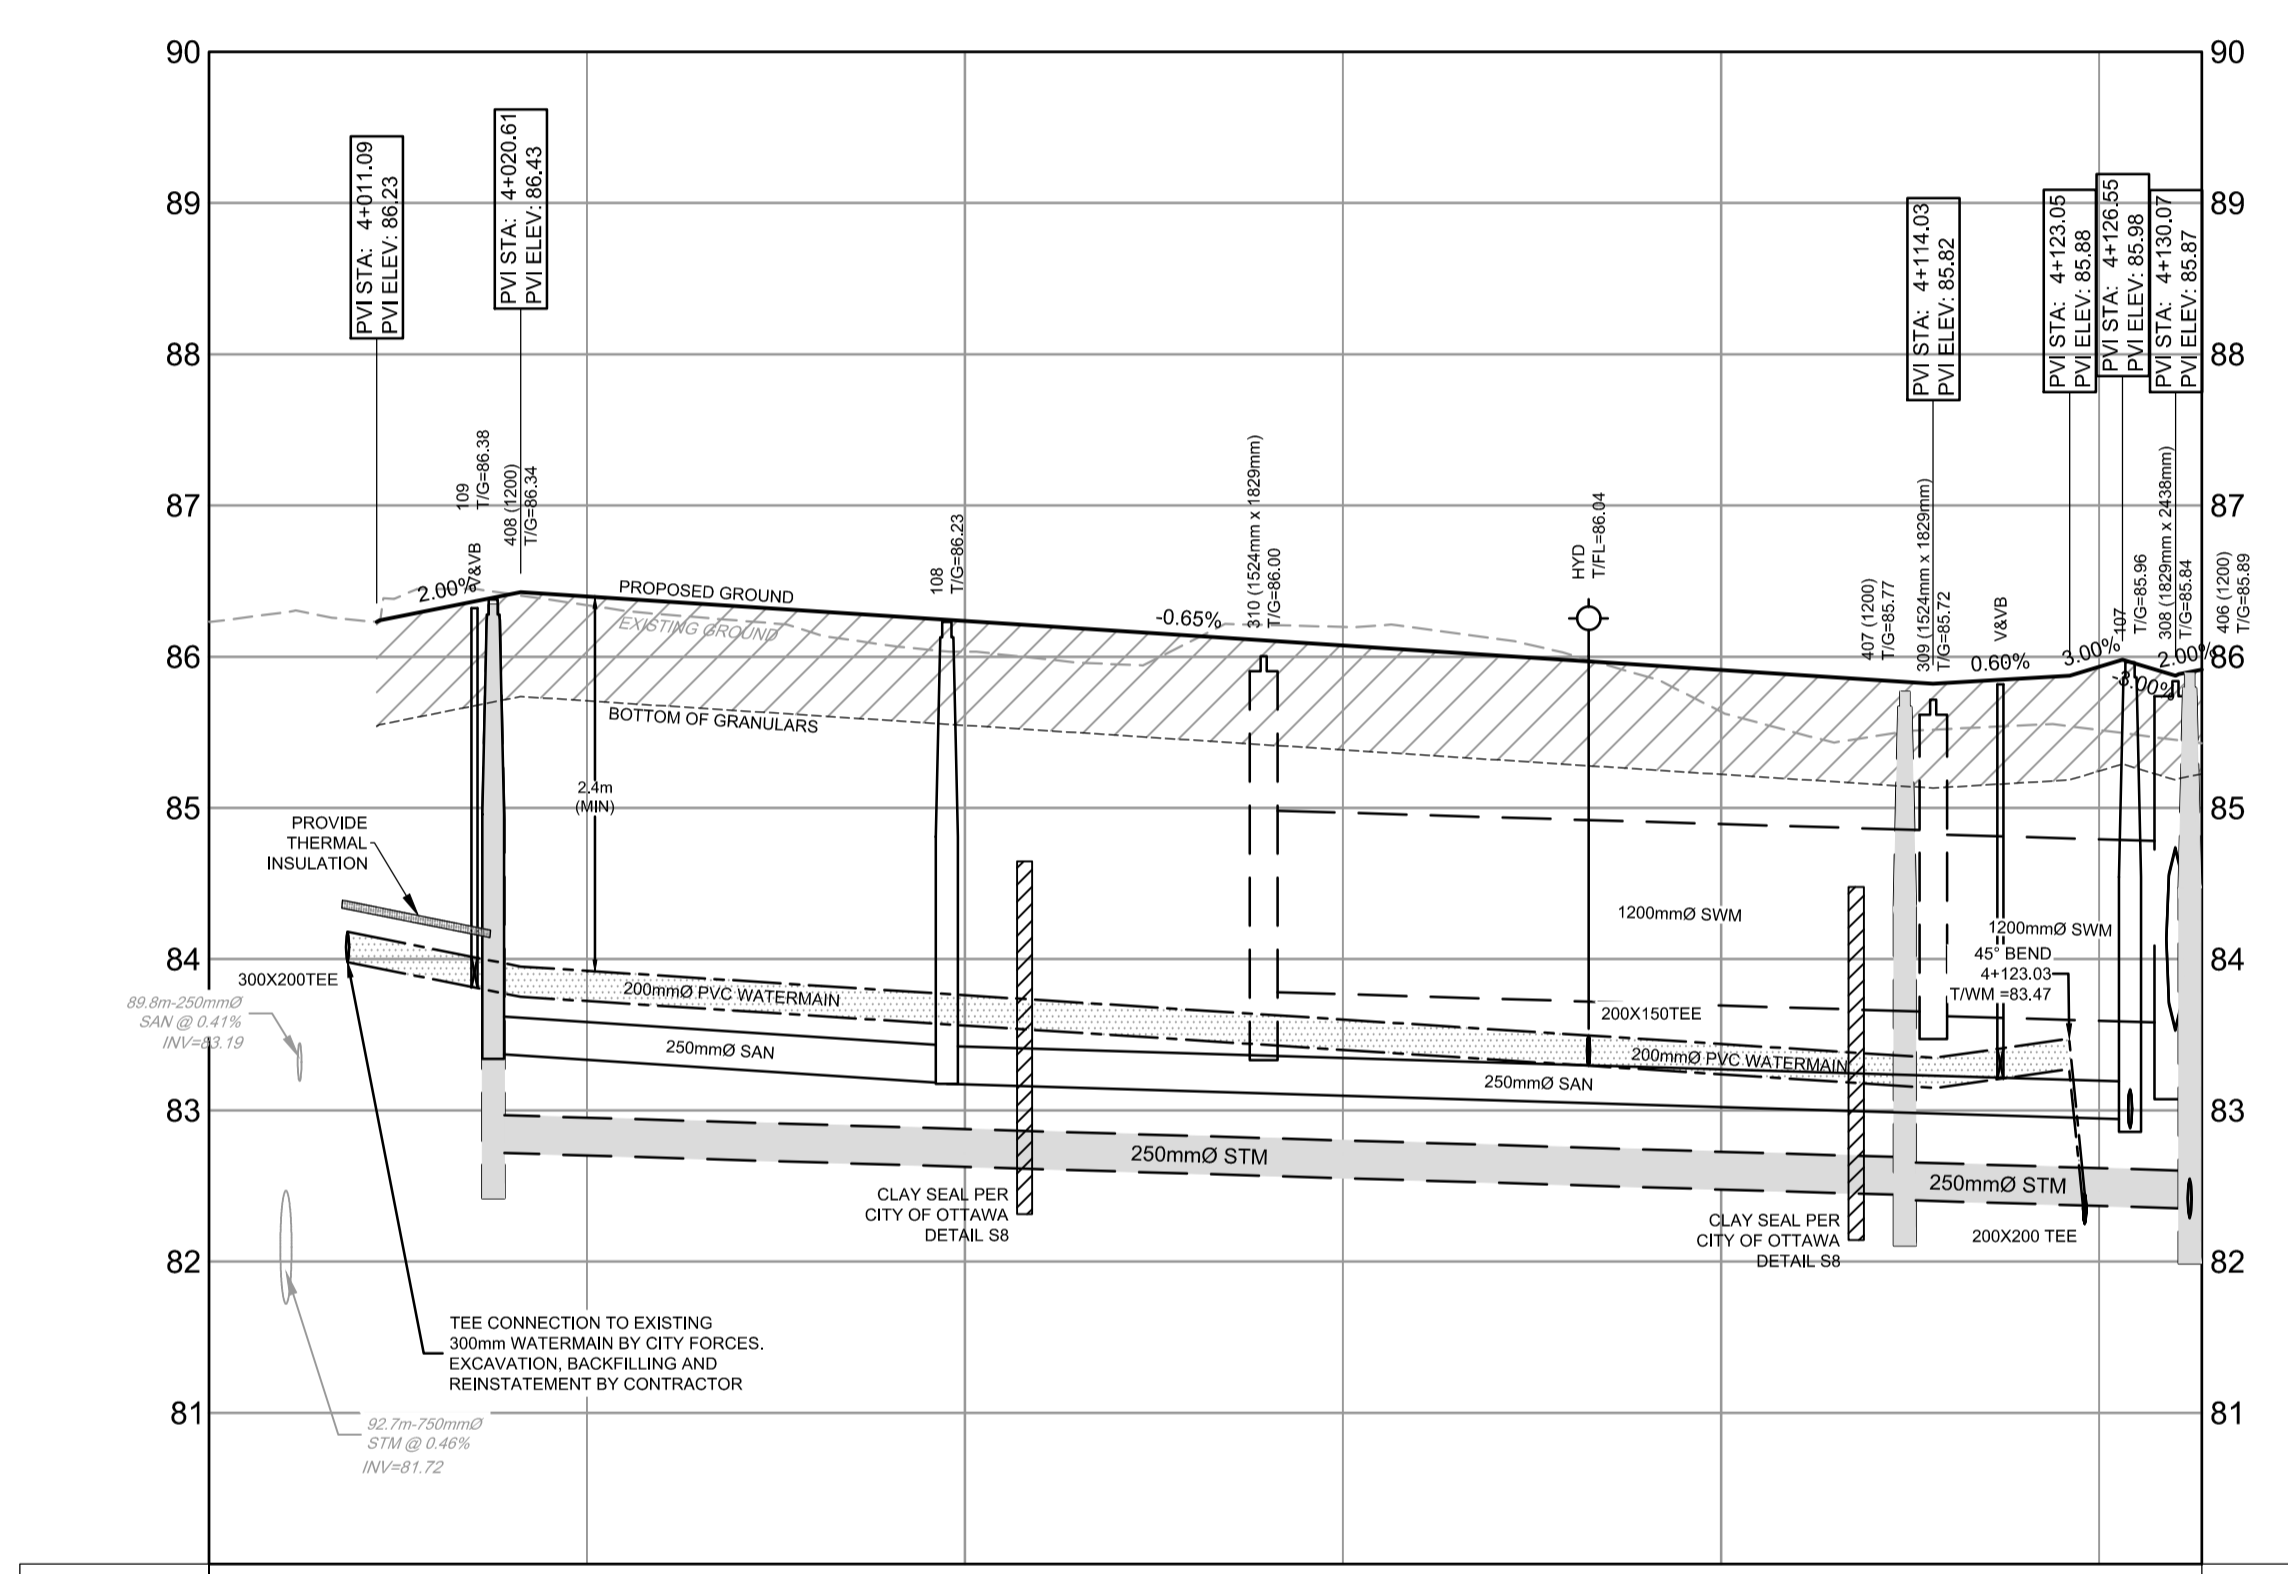 90
90
89
89
88
88
87
87
86
86
85
85
84
84
83
83
82
82
81
81
PVI STA: 4+011.09
PVI ELEV: 86.23
PVI STA: 4+020.61
PVI ELEV: 86.43
PVI STA: 4+114.03
PVI ELEV: 85.82
PVI STA: 4+123.05
PVI ELEV: 85.88
PVI STA: 4+126.55
PVI ELEV: 85.98
PVI STA: 4+130.07
PVI ELEV: 85.87
109
T/G=86.38
408 (1200)
T/G=86.34
V&VB
2.00%
PROPOSED GROUND
EXISTING GROUND
BOTTOM OF GRANULARS
2.4m
(MIN)
108
T/G=86.23
-0.65%
310 (1524mm x 1829mm)
T/G=86.00
HYD
T/FL=86.04
407 (1200)
T/G=85.77
309 (1524mm x 1829mm)
T/G=85.72
V&VB
0.60%
3.00%
107
T/G=85.96
-3.00%
308 (1829mm x 2438mm)
T/G=85.84
2.00%
406 (1200)
T/G=85.89
PROVIDE
THERMAL
INSULATION
300X200TEE
89.8m-250mmØ
SAN @ 0.41%
INV=83.19
200mmØ PVC WATERMAIN
250mmØ SAN
1200mmØ SWM
1200mmØ SWM
45° BEND
4+123.03
T/WM =83.47
200X150TEE
200mmØ PVC WATERMAIN
250mmØ SAN
250mmØ STM
250mmØ STM
CLAY SEAL PER
CITY OF OTTAWA
DETAIL S8
CLAY SEAL PER
CITY OF OTTAWA
DETAIL S8
200X200 TEE
TEE CONNECTION TO EXISTING
300mm WATERMAIN BY CITY FORCES.
EXCAVATION, BACKFILLING AND
REINSTATEMENT BY CONTRACTOR
92.7m-750mmØ
STM @ 0.46%
INV=81.72